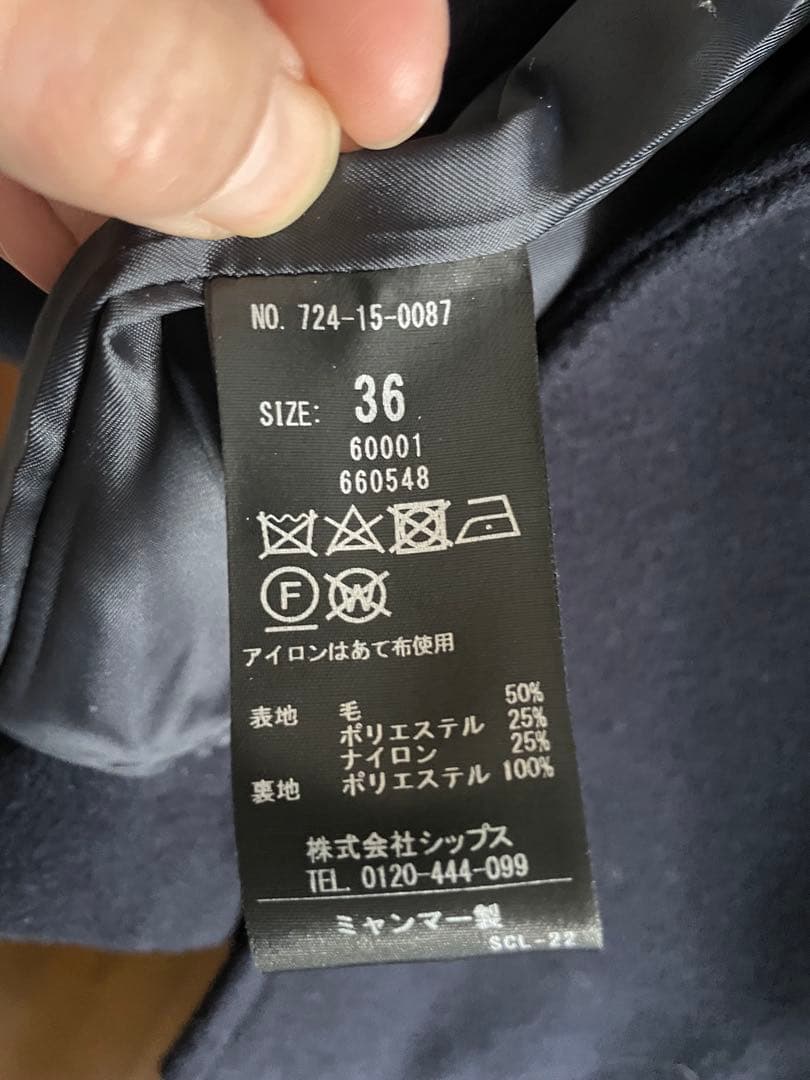 NO. 724-15-0087
SIZE: 36
60001
660548
F W
アイロンはあて布使用
表地 毛 50%
ポリエステル 25%
ナイロン 25%
裏地 ポリエステル 100%
株式会社シップス
TEL. 0120-444-099
ミャンマー製
SCL-22